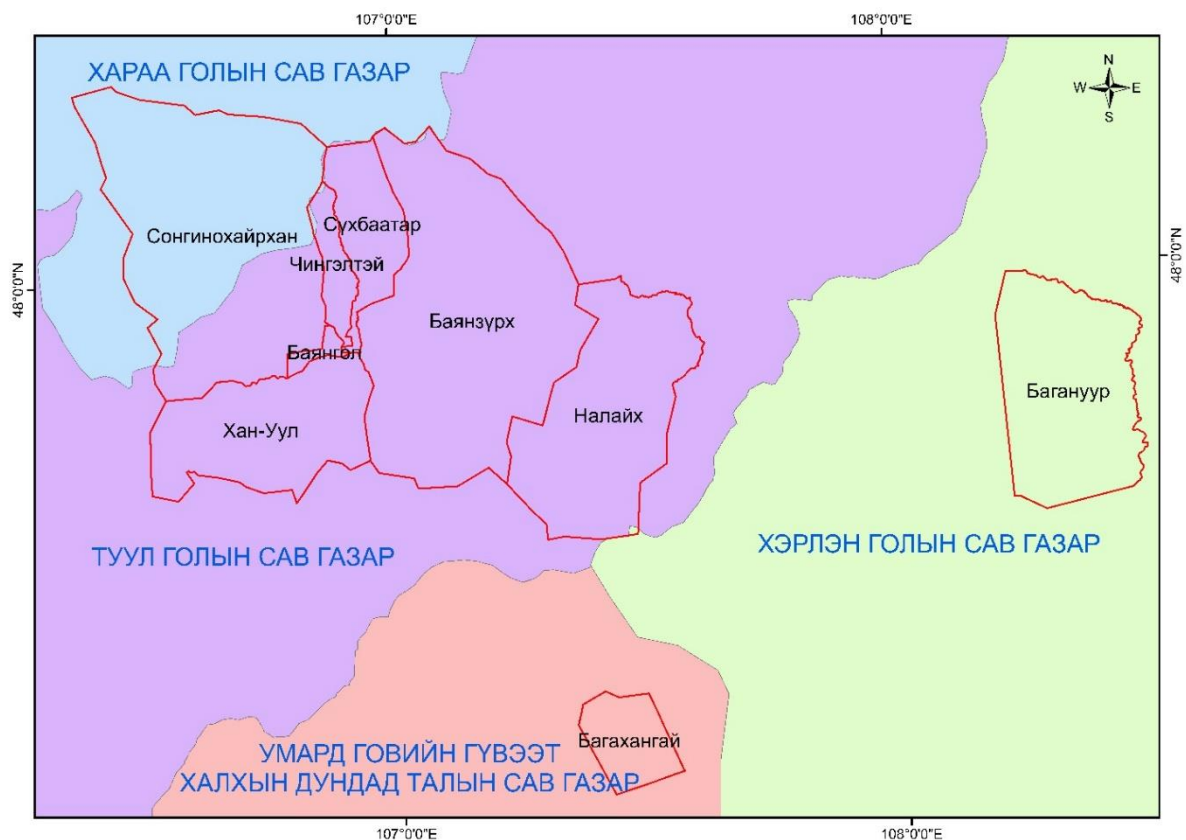 107°0'0"E
108°0'0"E
ХАРАА ГОЛЫН САВ ГАЗАР
N
W
E
S
Сүхбаатар
Сонгинохайрхан
Чингэлтэй
48°0'0"N
48°0'0"N
Баянзүрх
Баянгол
Багануур
Налайх
Хан-Уул
ТУУЛ ГОЛЫН САВ ГАЗАР
ХЭРЛЭН ГОЛЫН САВ ГАЗАР
Багахангай
УМАРД ГОВИЙН ГҮВЭЭТ
ХАЛХЫН ДУНДАД ТАЛЫН САВ ГАЗАР
107°0'0"E
108°0'0"E